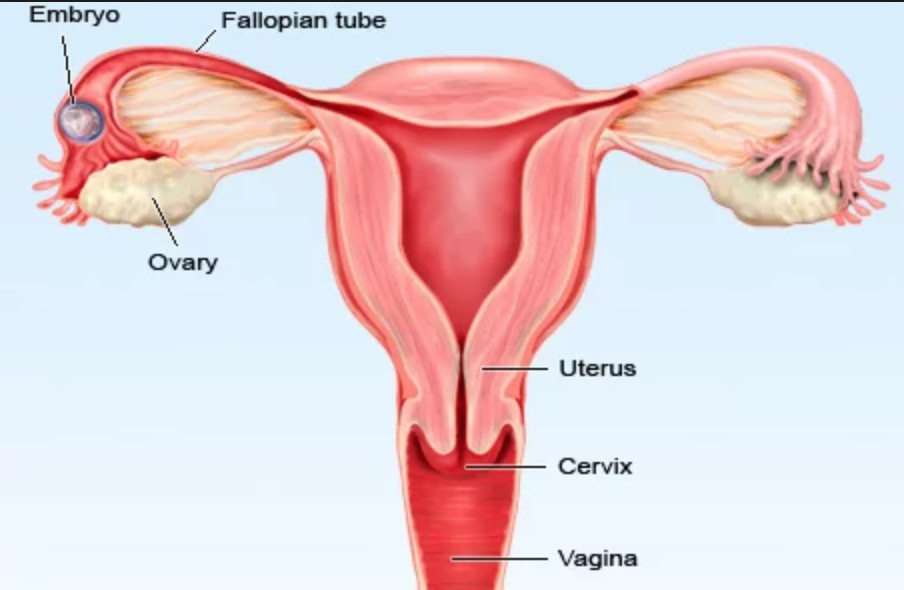 Embryo
Fallopian tube
Ovary
Uterus
Cervix
Vagina